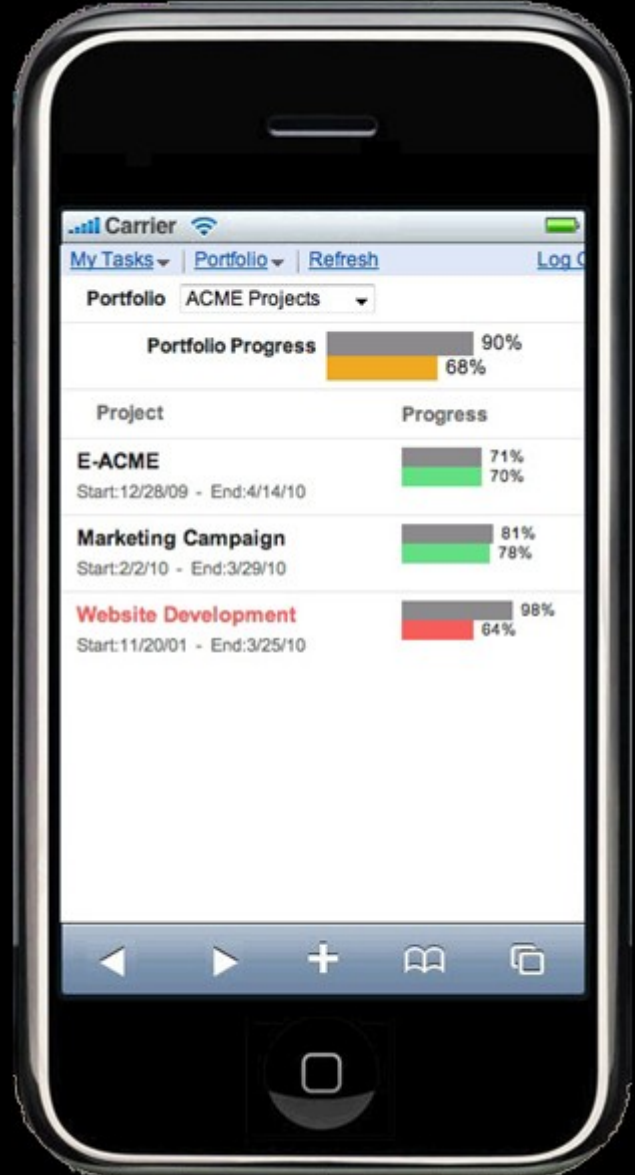 Carrier
My Tasks | Portfolio | Refresh Log
Portfolio ACME Projects
Portfolio Progress 90%
68%
Project Progress
E-ACME 71%
Start:12/28/09 - End:4/14/10 70%
Marketing Campaign 81%
Start:2/2/10 - End:3/29/10 78%
Website Development 98%
Start:11/20/01 - End:3/25/10 64%